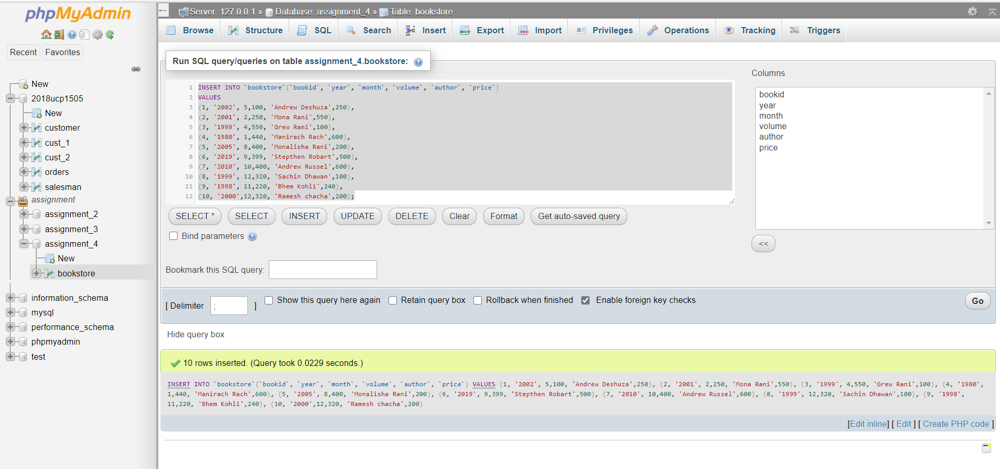 phpMyAdmin
Recent
Favorites
New
2018ucp1505
New
customer
cust_1
cust_2
orders
salesman
assignment
assignment_2
assignment_3
assignment_4
New
bookstore
information_schema
mysql
performance_schema
phpmyadmin
test
← Server: 127.0.0.1 » Database: assignment_4 » Table: bookstore
Browse Structure SQL Search Insert Export Import Privileges Operations Tracking Triggers
Run SQL query/queries on table assignment_4.bookstore:
1 INSERT INTO `bookstore`(`bookid`, `year`, `month`, `volume`, `author`, `price`)
2 VALUES
3 (1, '2002', 5,100, 'Andrew Deshuza',250),
4 (2, '2001', 2,250, 'Mona Rani',550),
5 (3, '1999', 4,550, 'Grew Rani',100),
6 (4, '1980', 1,440, 'Manirach Rach',600),
7 (5, '2005', 8,400, 'Monalisha Rani',200),
8 (6, '2019', 9,399, 'Stepthen Robart',500),
9 (7, '2010', 10,400, 'Andrew Russel',600),
10 (8, '1999', 12,320, 'Sachin Dhawan',100),
11 (9, '1998', 11,220, 'Bhem Kohli',240),
12 (10, '2000',12,320, 'Ramesh chacha',200);
Columns
bookid
year
month
volume
author
price
<<
SELECT * SELECT INSERT UPDATE DELETE Clear Format Get auto-saved query
Bind parameters
Bookmark this SQL query:
[ Delimiter ; ] Show this query here again Retain query box Rollback when finished Enable foreign key checks Go
Hide query box
10 rows inserted. (Query took 0.0229 seconds.)
INSERT INTO `bookstore`(`bookid`, `year`, `month`, `volume`, `author`, `price`) VALUES (1, '2002', 5,100, 'Andrew Deshuza',250), (2, '2001', 2,250, 'Mona Rani',550), (3, '1999', 4,550, 'Grew Rani',100), (4, '1980',
1,440, 'Manirach Rach',600), (5, '2005', 8,400, 'Monalisha Rani',200), (6, '2019', 9,399, 'Stepthen Robart',500), (7, '2010', 10,400, 'Andrew Russel',600), (8, '1999', 12,320, 'Sachin Dhawan',100), (9, '1998',
11,220, 'Bhem Kohli',240), (10, '2000',12,320, 'Ramesh chacha',200)
[Edit inline] [ Edit ] [ Create PHP code ]